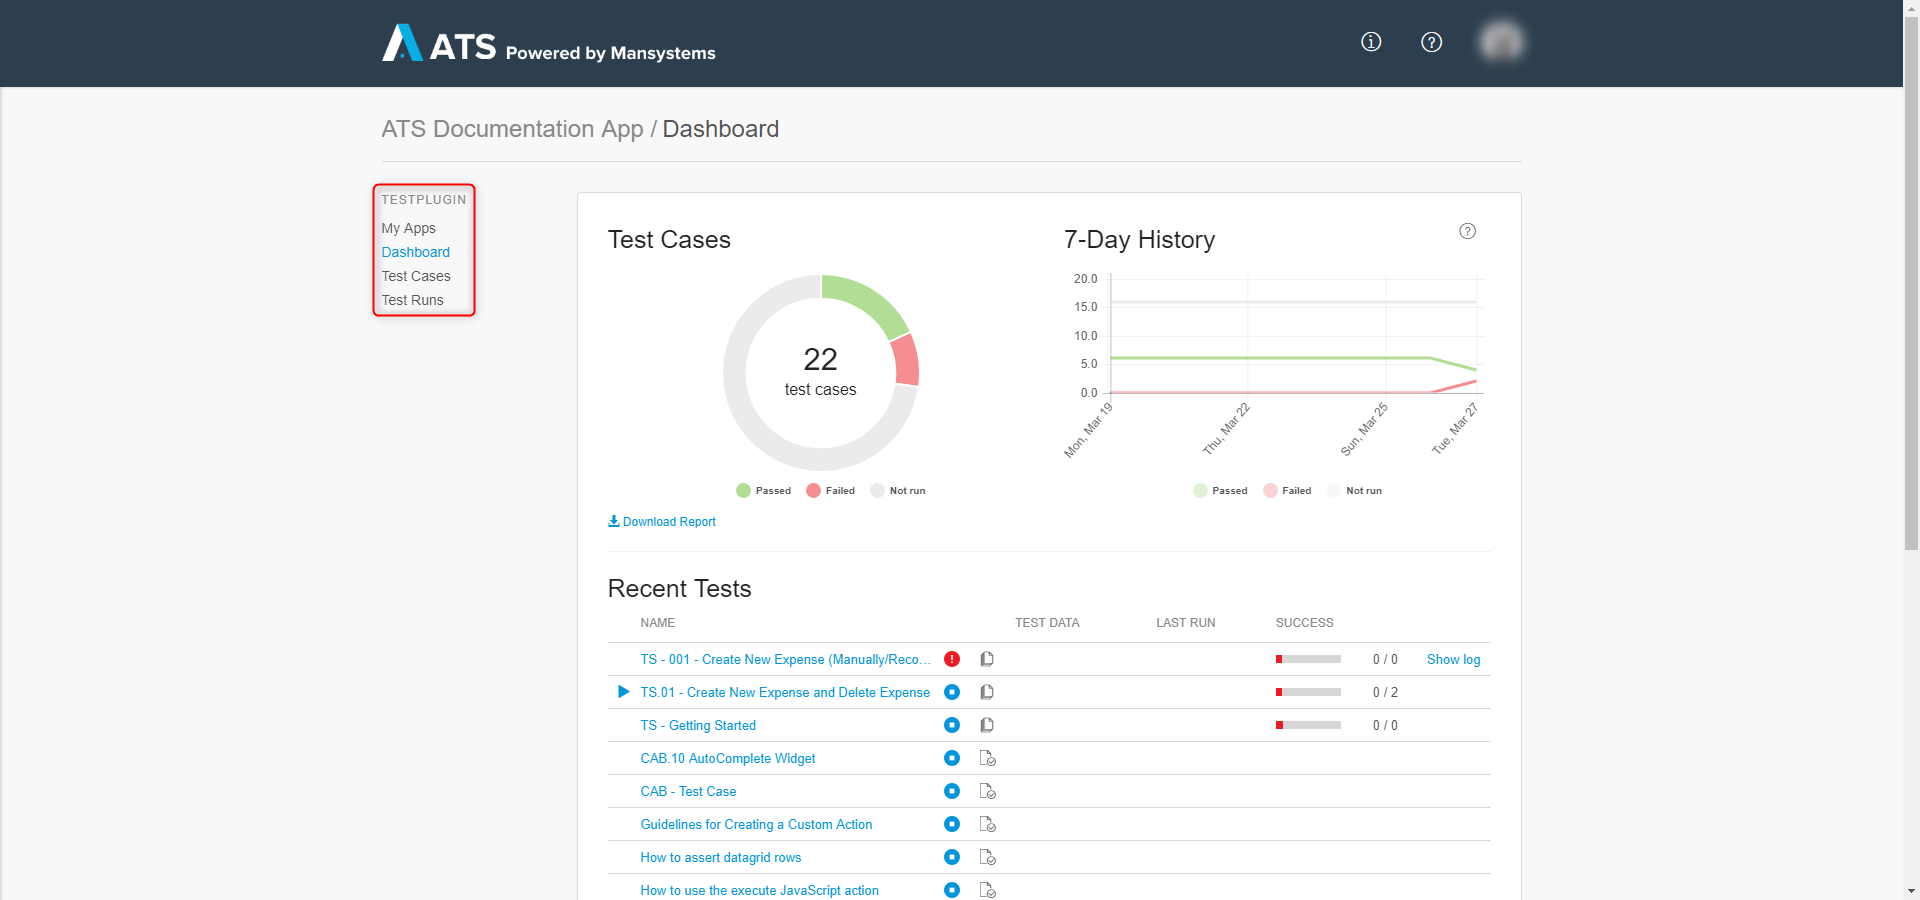 ATS Powered by Mansystems
ATS Documentation App / Dashboard
TESTPLUGIN
My Apps
Dashboard
Test Cases
Test Runs
Test Cases
22
test cases
Passed Failed Not run
Download Report
7-Day History
20.0
15.0
10.0
5.0
0.0
Mon, Mar 19 Thu, Mar 22 Sun, Mar 25 Tue, Mar 27
Passed Failed Not run
Recent Tests
NAME TEST DATA LAST RUN SUCCESS
TS - 001 - Create New Expense (Manually/Reco... 0 / 0 Show log
TS.01 - Create New Expense and Delete Expense 0 / 2
TS - Getting Started 0 / 0
CAB.10 AutoComplete Widget
CAB - Test Case
Guidelines for Creating a Custom Action
How to assert datagrid rows
How to use the execute JavaScript action